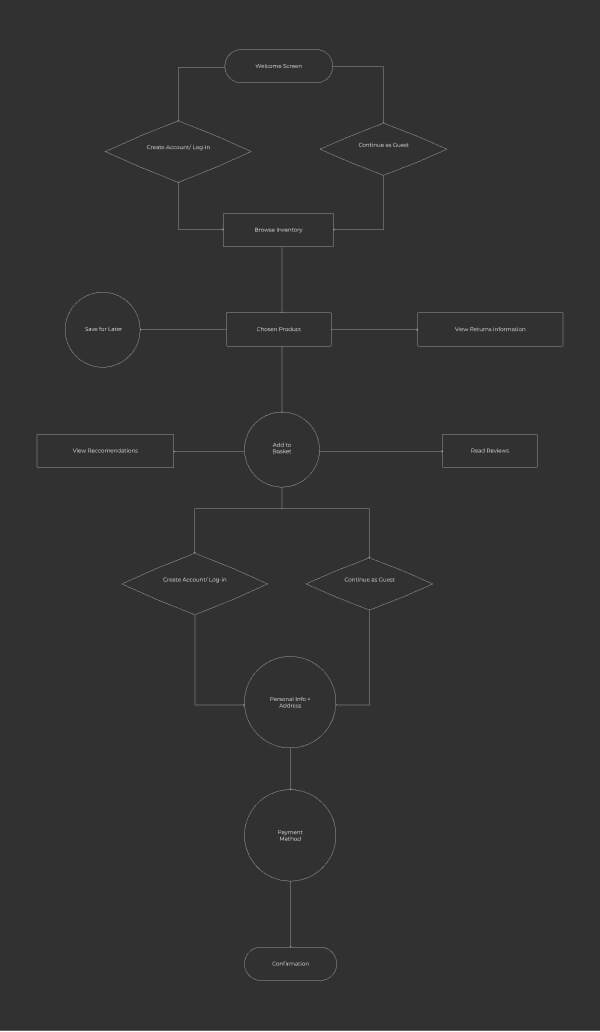 Welcome Screen
Create Account/ Log-In
Continue as Guest
Browse Inventory
Save for Later
Chosen Product
View Returns Information
View Reccomendations
Add to
Basket
Read Reviews
Create Account/ Log-in
Continue as Guest
Personal Info +
Address
Payment
Method
Confirmation